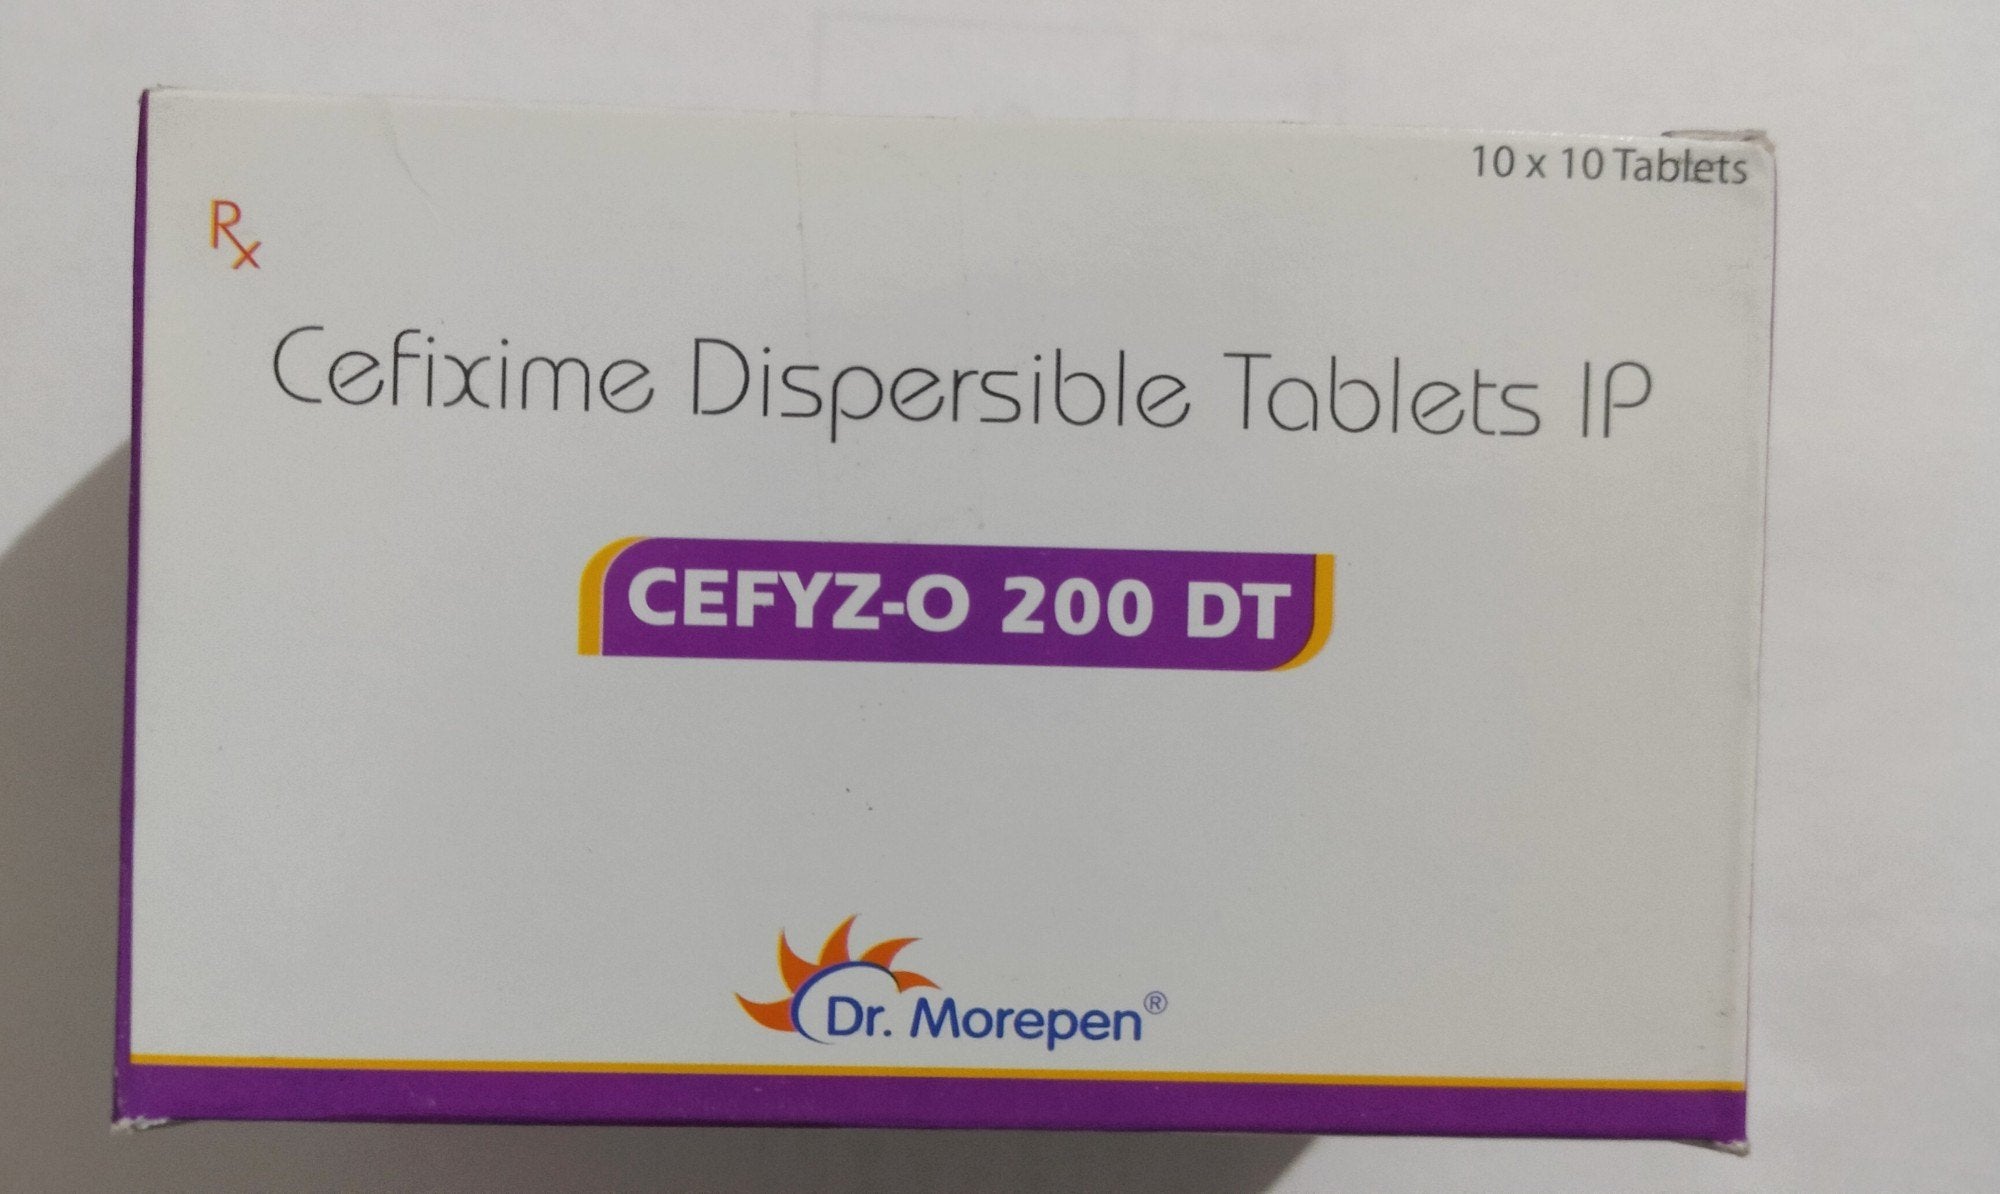 10 x 10 Tablets
Rx
Cefixime Dispersible Tablets IP
CEFYZ-O 200 DT
Dr. Morepen®